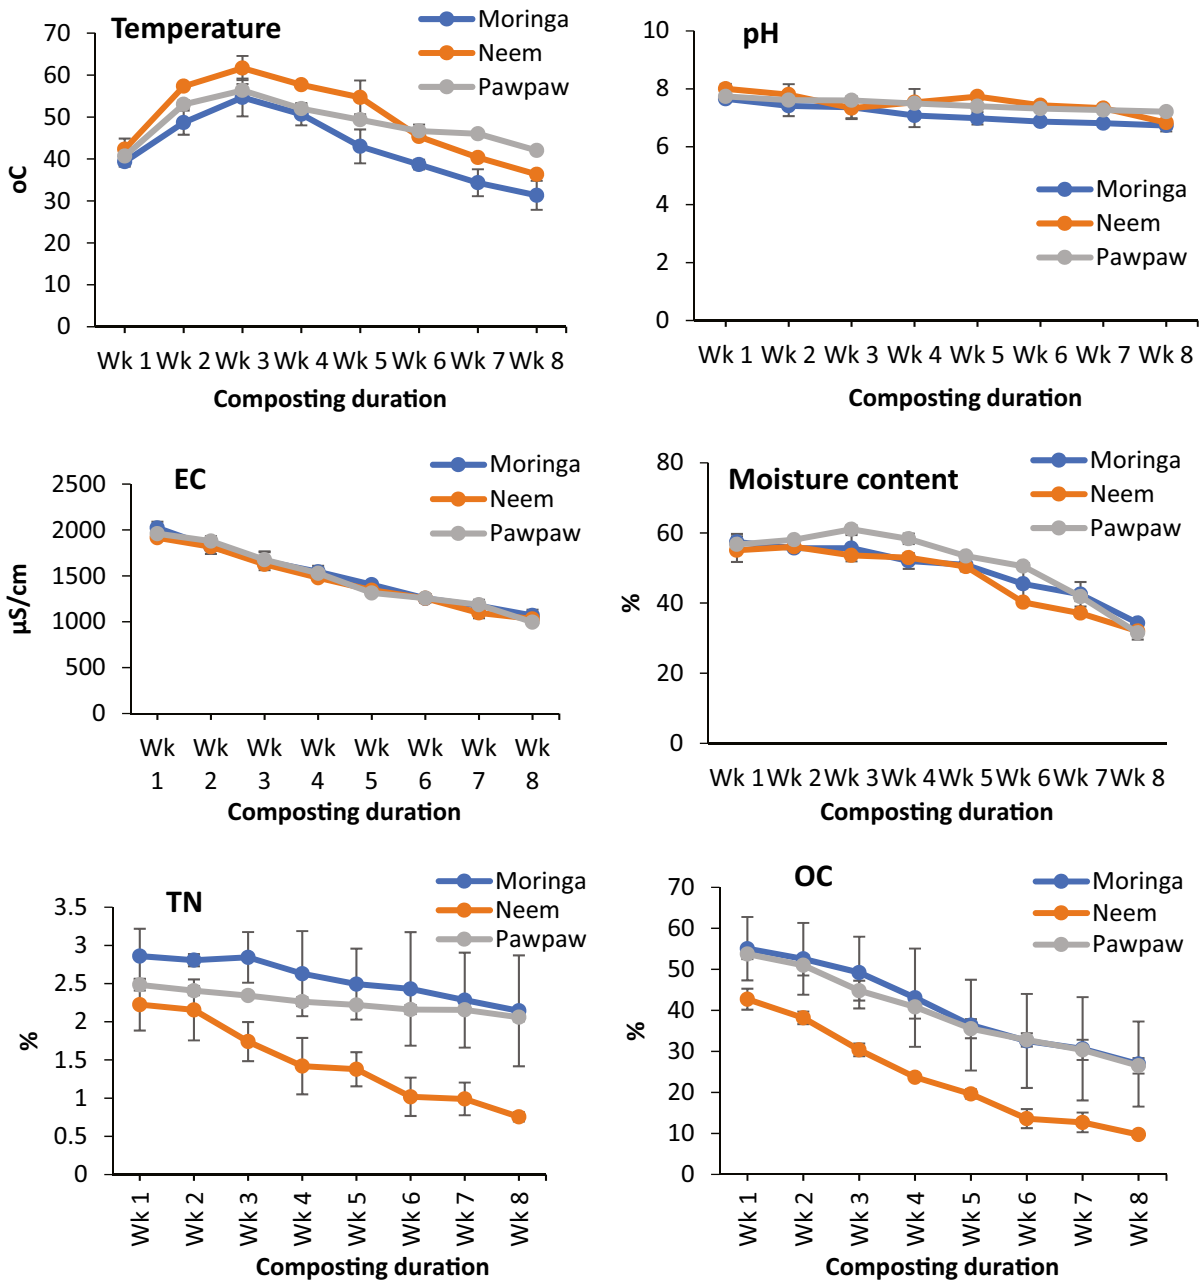 Temperature
Moringa
Neem
Pawpaw
70
60
50
40
30
20
10
0
oC
Wk 1 Wk 2 Wk 3 Wk 4 Wk 5 Wk 6 Wk 7 Wk 8
Composting duration
pH
10
8
6
4
2
0
Moringa
Neem
Pawpaw
Wk 1 Wk 2 Wk 3 Wk 4 Wk 5 Wk 6 Wk 7 Wk 8
Composting duration
EC
Moringa
Neem
Pawpaw
2500
2000
1500
1000
500
0
µS/cm
Wk Wk Wk Wk Wk Wk Wk Wk
1 2 3 4 5 6 7 8
Composting duration
Moisture content
Moringa
Neem
Pawpaw
80
60
40
20
0
%
Wk 1 Wk 2 Wk 3 Wk 4 Wk 5 Wk 6 Wk 7 Wk 8
Composting duration
TN
Moringa
Neem
Pawpaw
3.5
3
2.5
2
1.5
1
0.5
0
%
Wk 1
Wk 2
Wk 3
Wk 4
Wk 5
Wk 6
Wk 7
Wk 8
Composting duration
OC
Moringa
Neem
Pawpaw
70
60
50
40
30
20
10
0
%
Wk 1
Wk 2
Wk 3
Wk 4
Wk 5
Wk 6
Wk 7
Wk 8
Composting duration